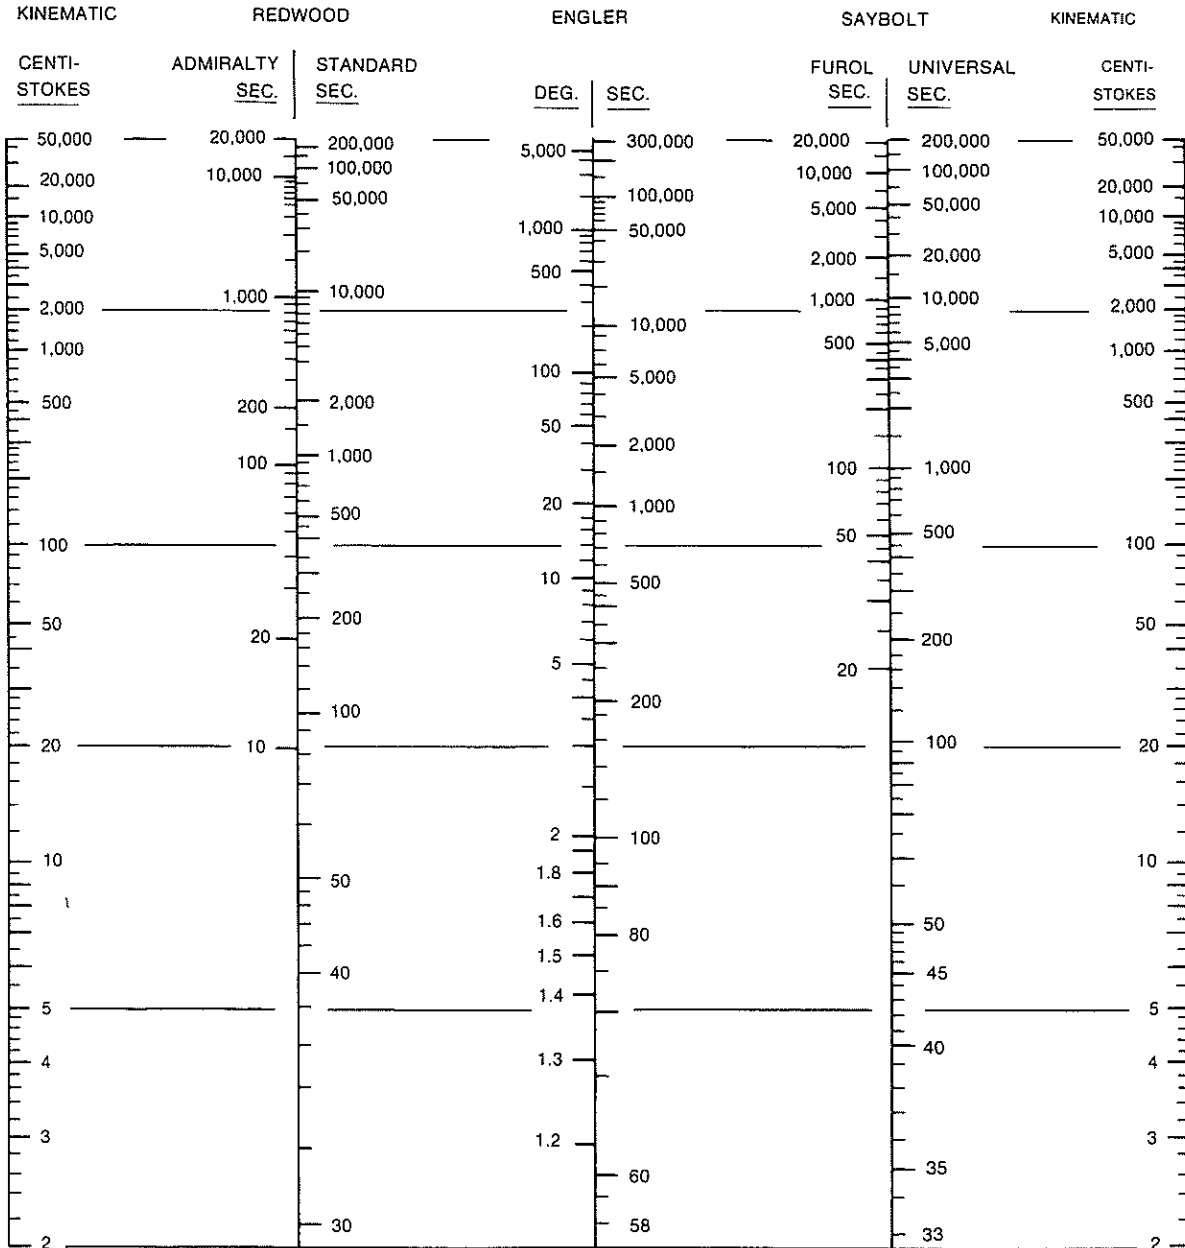 KINEMATIC REDWOOD ENGLER SAYBOLT KINEMATIC
CENTI- ADMIRALTY STANDARD FUROL UNIVERSAL CENTI-
STOKES SEC. SEC. DEG. SEC. SEC. SEC. STOKES
50,000 20,000 200,000 5,000 300,000 20,000 200,000 50,000
20,000 10,000 100,000 10,000 100,000 20,000
10,000 50,000 1,000 100,000 5,000 50,000 10,000
5,000 500 50,000 2,000 20,000 5,000
2,000 1,000 10,000 10,000 1,000 10,000 2,000
1,000 100 5,000 500 5,000 1,000
500 200 2,000 50 2,000 500
100 1,000 20 1,000 100 1,000
100 500 10 500 50 500 100
50 20 200 5 200 20 200 50
20 10 100 100 20
10 50 2 100 10
1.8
1.6 80 50
40 1.5 45
5 1.4 5
4 1.3 40 4
3 1.2 60 35 3
30 58 33
2 2